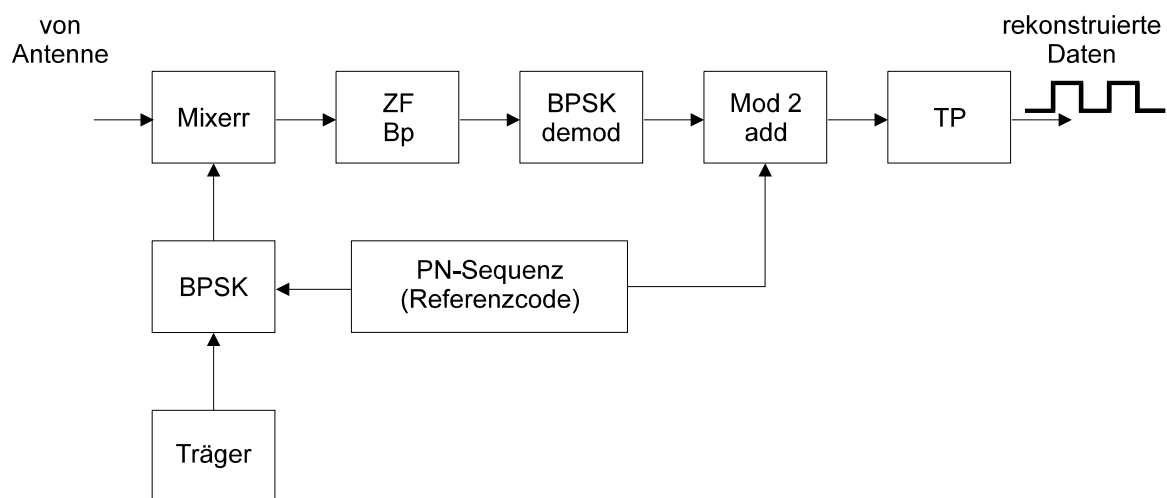 von
Antenne
rekonstruierte
Daten
Mixerr
ZF
Bp
BPSK
demod
Mod 2
add
TP
BPSK
PN-Sequenz
(Referenzcode)
Träger